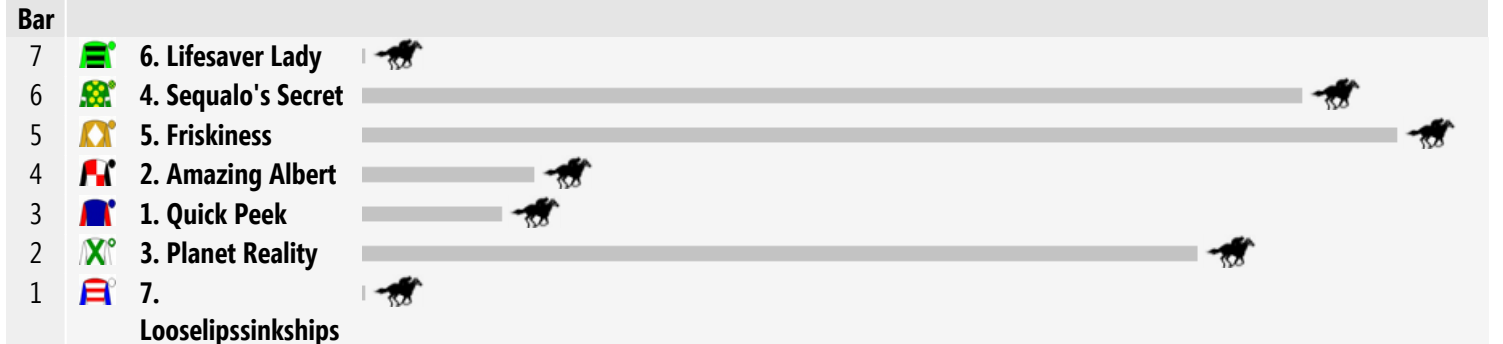 Bar
7 6. Lifesaver Lady
6 4. Sequalo's Secret
5 5. Friskiness
4 2. Amazing Albert
3 1. Quick Peek
2 3. Planet Reality
1 7.
Looselipssinkships